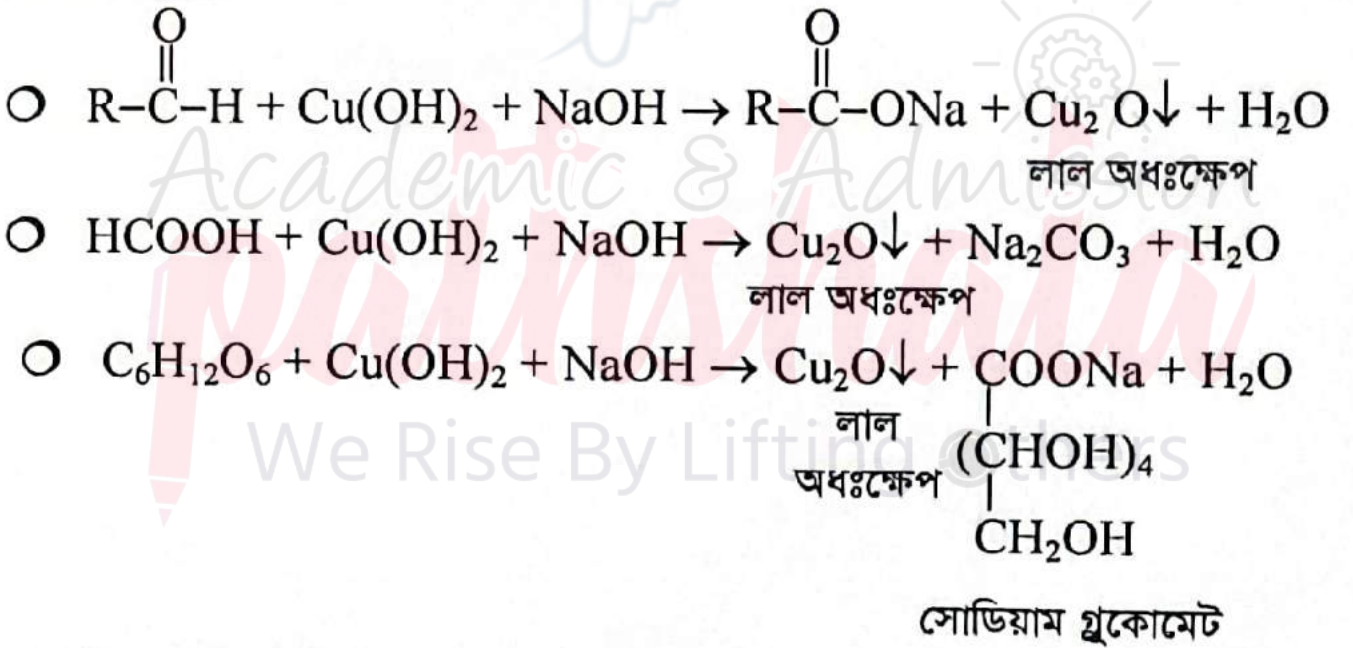 O O
|| ||
O R–C–H + Cu(OH)₂ + NaOH → R–C–ONa + Cu₂ O↓ + H₂O
লাল অধঃক্ষেপ
Academic & Admission
O HCOOH + Cu(OH)₂ + NaOH → Cu₂O↓ + Na₂CO₃ + H₂O
লাল অধঃক্ষেপ
pathshala
O C₆H₁₂O₆ + Cu(OH)₂ + NaOH → Cu₂O↓ + COONa + H₂O
লাল
We Rise By Lifting Others
(CHOH)₄
অধঃক্ষেপ
CH₂OH
সোডিয়াম গ্লুকোমেট